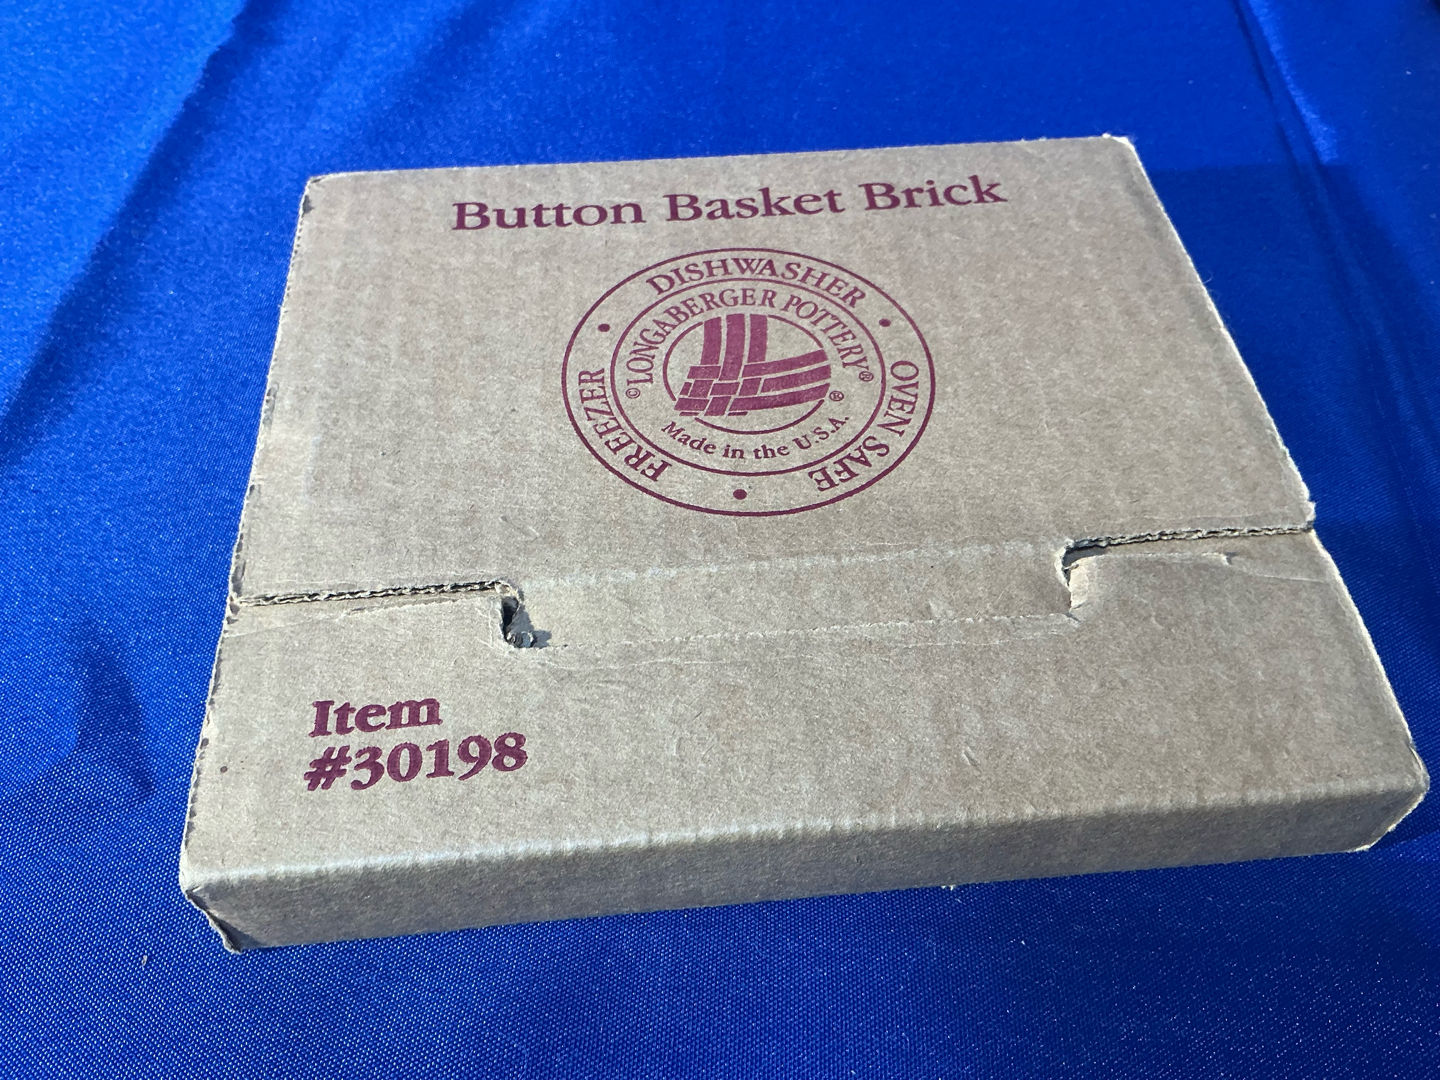 Button Basket Brick
DISHWASHER • OVEN SAFE • FREEZER •
©LONGABERGER POTTERY®
®
Made in the U.S.A.
Item
#30198